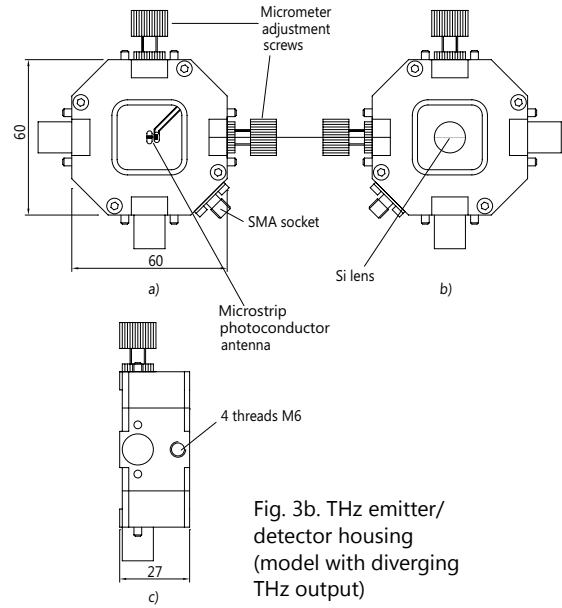 Micrometer
adjustment
screws
60
SMA socket
60
Si lens
a)
b)
Microstrip
photoconductor
antenna
4 threads M6
Fig. 3b. THz emitter/
detector housing
(model with diverging
THz output)
27
c)